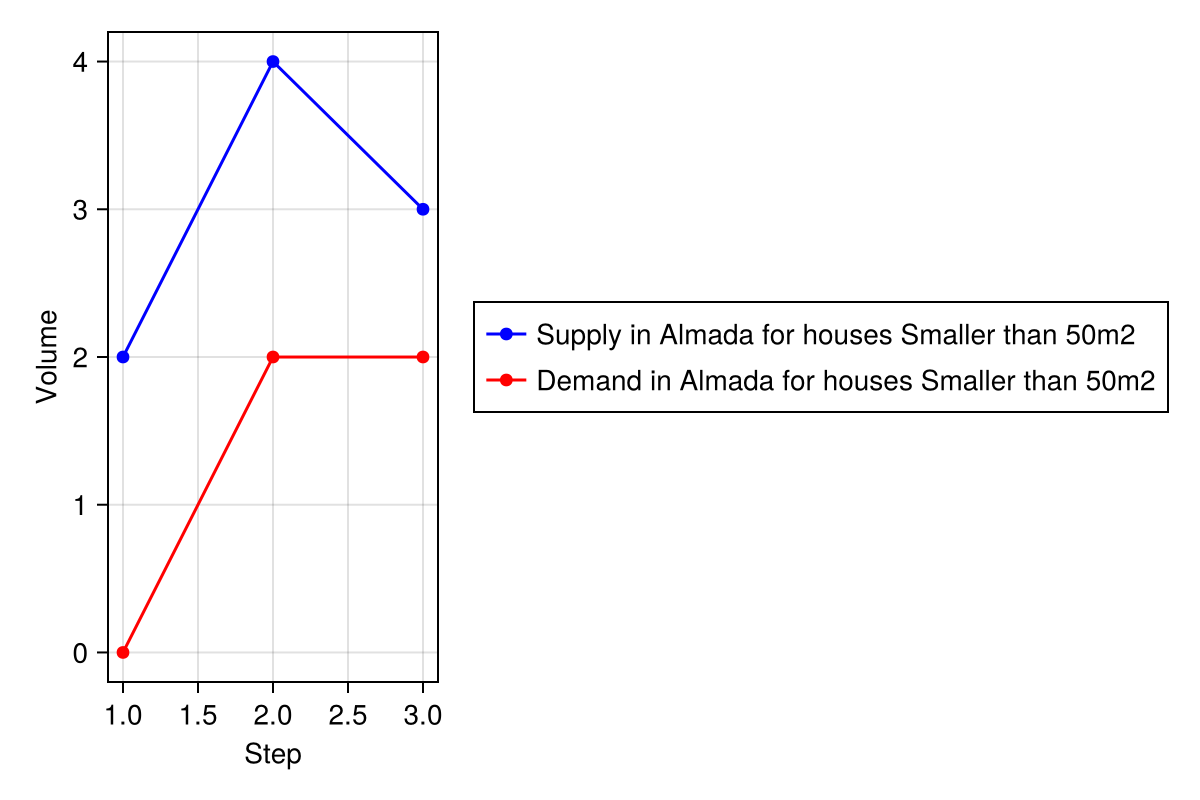 4
3
2
1
0
Volume
1.0 1.5 2.0 2.5 3.0
Step
Supply in Almada for houses Smaller than 50m2
Demand in Almada for houses Smaller than 50m2